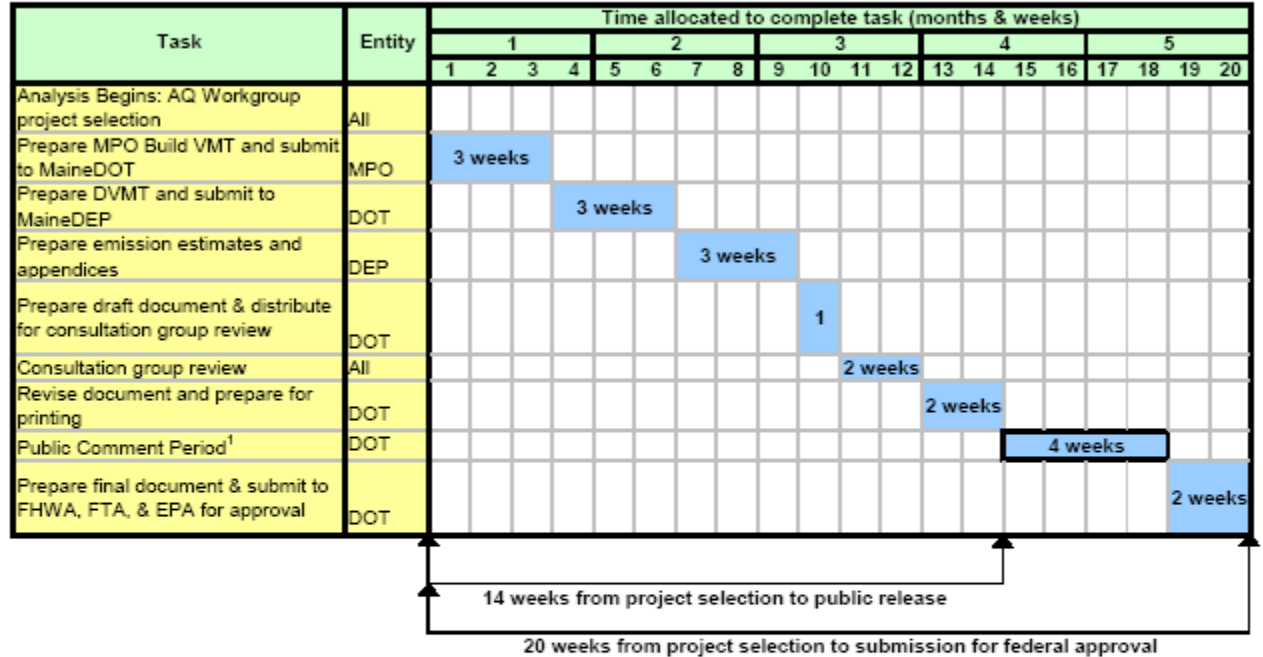 Time allocated to complete task (months & weeks)
Task Entity 1 2 3 4 5
1 2 3 4 5 6 7 8 9 10 11 12 13 14 15 16 17 18 19 20
Analysis Begins: AQ Workgroup
project selection All
Prepare MPO Build VMT and submit
to MaineDOT MPO 3 weeks
Prepare DVMT and submit to
MaineDEP DOT 3 weeks
Prepare emission estimates and
appendices DEP 3 weeks
Prepare draft document & distribute
for consultation group review DOT 1
Consultation group review All 2 weeks
Revise document and prepare for
printing DOT 2 weeks
Public Comment Period¹ DOT 4 weeks
Prepare final document & submit to
FHWA, FTA, & EPA for approval DOT 2 weeks
14 weeks from project selection to public release
20 weeks from project selection to submission for federal approval